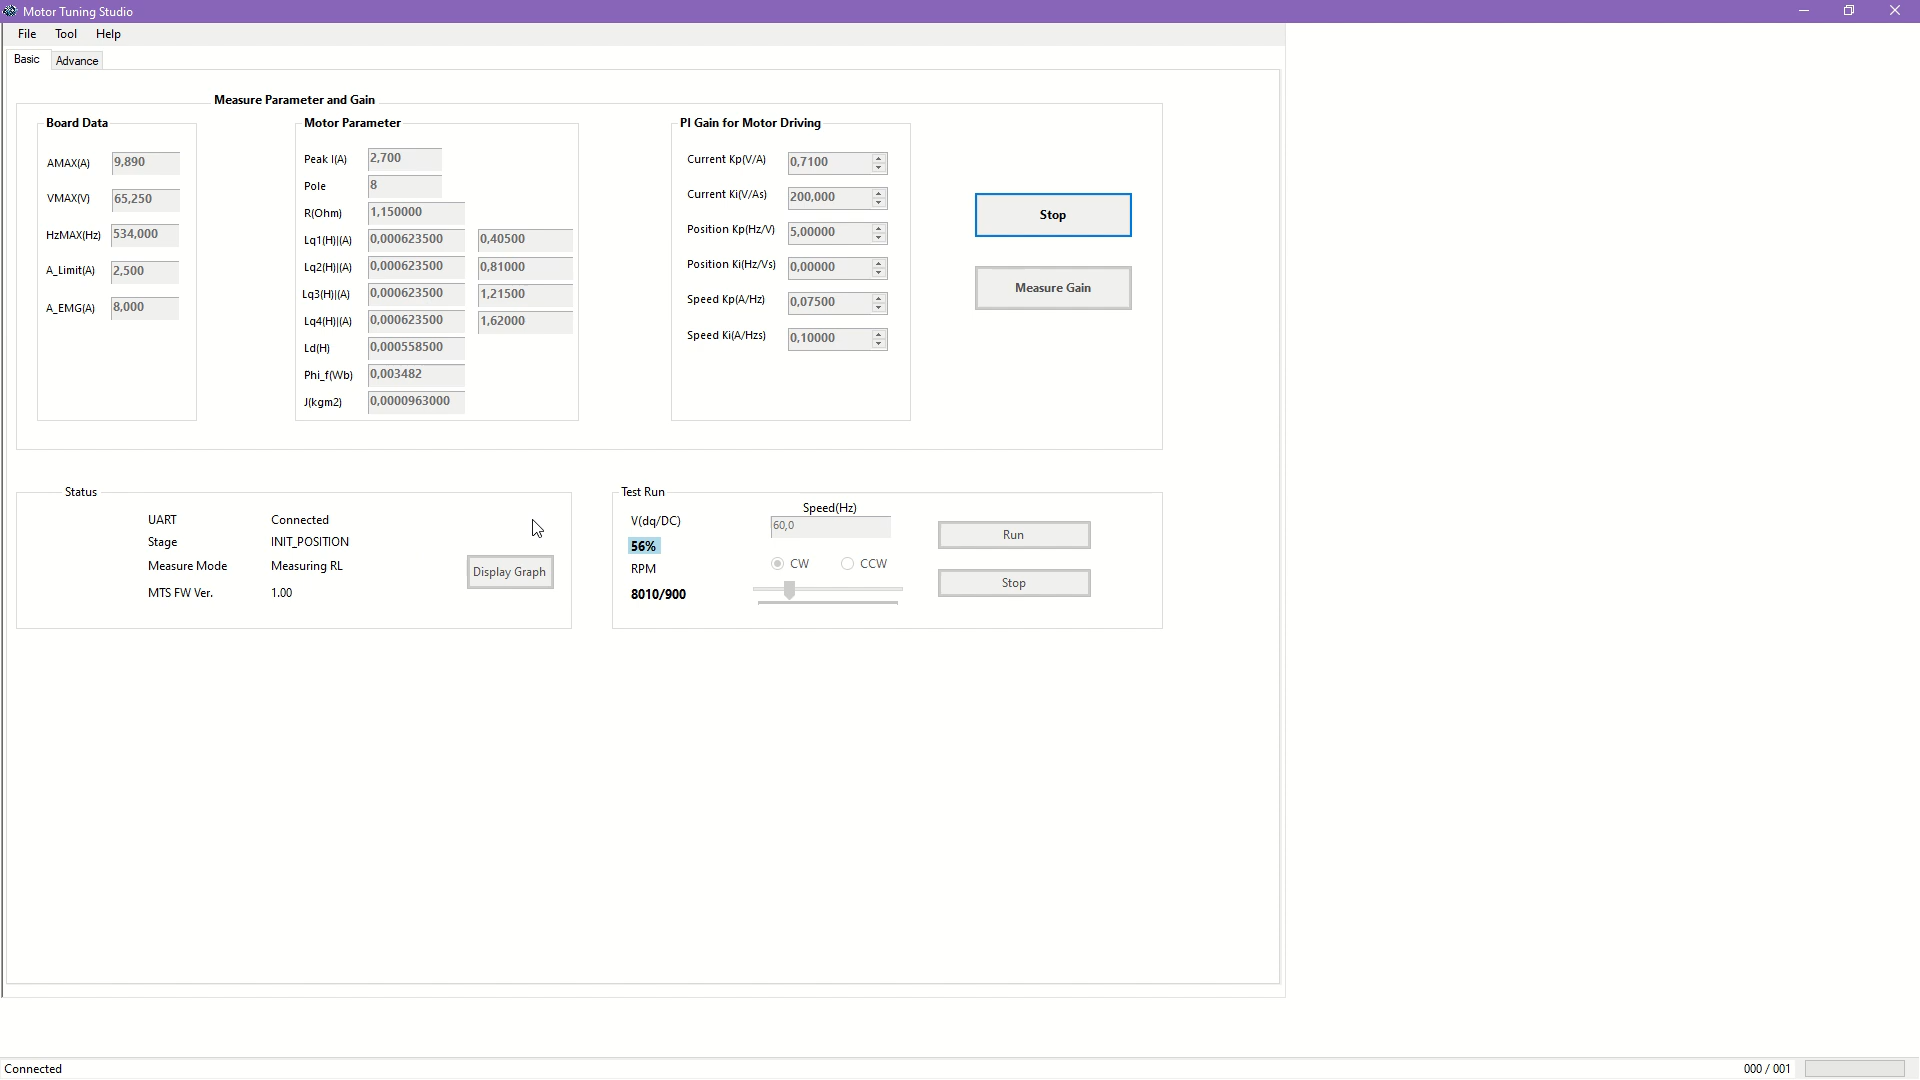 Motor Tuning Studio
File Tool Help
Basic Advance
Measure Parameter and Gain
Board Data
AMAX(A) 9,890
VMAX(V) 65,250
HzMAX(Hz) 534,000
A_Limit(A) 2,500
A_EMG(A) 8,000
Motor Parameter
Peak I(A) 2,700
Pole 8
R(Ohm) 1,150000
Lq1(H)|(A) 0,000623500 0,40500
Lq2(H)|(A) 0,000623500 0,81000
Lq3(H)|(A) 0,000623500 1,21500
Lq4(H)|(A) 0,000623500 1,62000
Ld(H) 0,000558500
Phi_f(Wb) 0,003482
J(kgm2) 0,0000963000
PI Gain for Motor Driving
Current Kp(V/A) 0,7100
Current Ki(V/As) 200,000
Position Kp(Hz/V) 5,00000
Position Ki(Hz/Vs) 0,00000
Speed Kp(A/Hz) 0,07500
Speed Ki(A/Hzs) 0,10000
Stop
Measure Gain
Status
UART Connected
Stage INIT_POSITION
Measure Mode Measuring RL
MTS FW Ver. 1.00
Display Graph
Test Run
V(dq/DC)
56%
RPM
8010/900
Speed(Hz)
60,0
CW CCW
Run
Stop
Connected 000 / 001